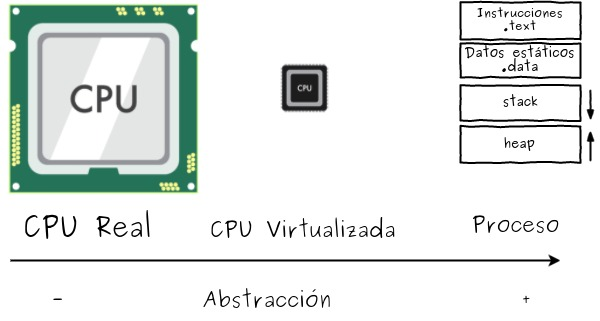 CPU
CPU
Instrucciones
.text
Datos estáticos
.data
stack
heap
CPU Real
CPU Virtualizada
Proceso
-
Abstracción
+